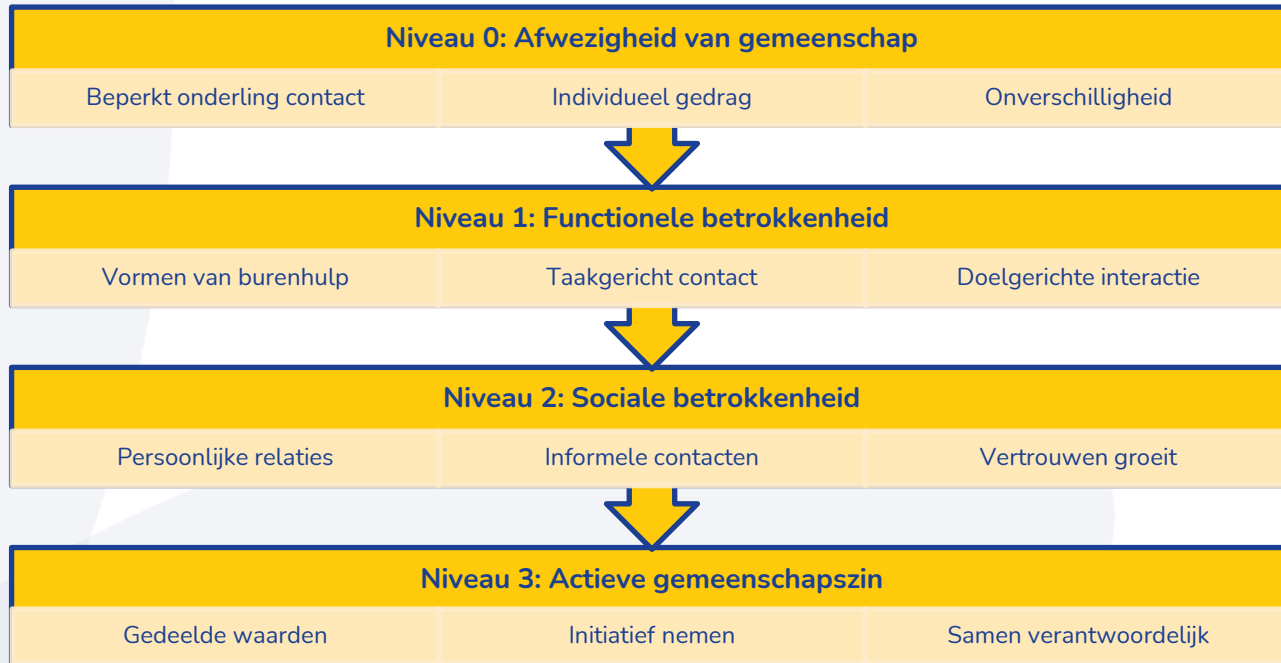 Niveau 0: Afwezigheid van gemeenschap
Beperkt onderling contact
Individueel gedrag
Onverschilligheid
Niveau 1: Functionele betrokkenheid
Vormen van burenhulp
Taakgericht contact
Doelgerichte interactie
Niveau 2: Sociale betrokkenheid
Persoonlijke relaties
Informele contacten
Vertrouwen groeit
Niveau 3: Actieve gemeenschapszin
Gedeelde waarden
Initiatief nemen
Samen verantwoordelijk